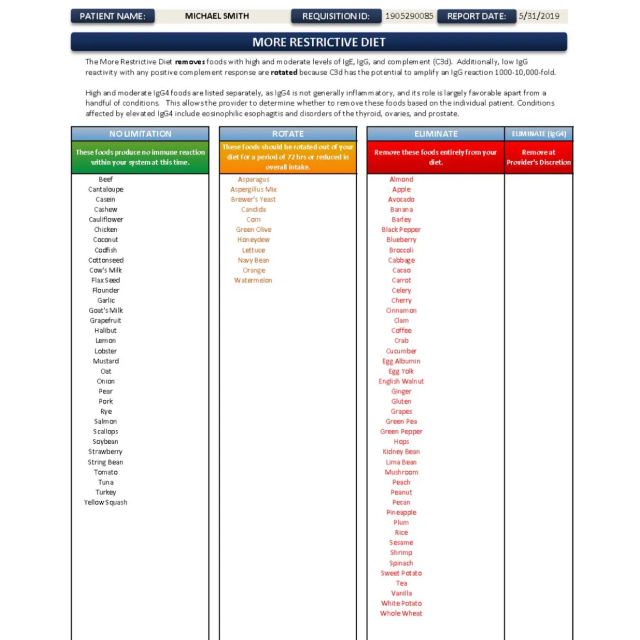 PATIENT NAME: MICHAEL SMITH REQUISITION ID: 1905290085 REPORT DATE: 5/31/2019
MORE RESTRICTIVE DIET
The More Restrictive Diet removes foods with high and moderate levels of IgE, IgG, and complement (C3d). Additionally, low IgG
reactivity with any positive complement response are rotated because C3d has the potential to amplify an IgG reaction 1000-10,000-fold.
High and moderate IgG4 foods are listed separately, as IgG4 is not generally inflammatory, and its role is largely favorable apart from a
handful of conditions. This allows the provider to determine whether to remove these foods based on the individual patient. Conditions
affected by elevated IgG4 include eosinophilic esophagitis and disorders of the thyroid, ovaries, and prostate.
NO LIMITATION
These foods produce no immune reaction
within your system at this time.
Beef
Cantaloupe
Casein
Cashew
Cauliflower
Chicken
Coconut
Codfish
Cottonseed
Cow's Milk
Flax Seed
Flounder
Garlic
Goat's Milk
Grapefruit
Halibut
Lemon
Lobster
Mustard
Oat
Onion
Pear
Pork
Rye
Salmon
Scallops
Soybean
Strawberry
String Bean
Tomato
Tuna
Turkey
Yellow Squash
ROTATE
These foods should be rotated out of your
diet for a period of 72 hrs or reduced in
overall intake.
Asparagus
Aspergillus Mix
Brewer's Yeast
Candida
Corn
Green Olive
Honeydew
Lettuce
Navy Bean
Orange
Watermelon
ELIMINATE
Remove these foods entirely from your
diet.
Almond
Apple
Avocado
Banana
Barley
Black Pepper
Blueberry
Broccoli
Cabbage
Cacao
Carrot
Celery
Cherry
Cinnamon
Clam
Coffee
Crab
Cucumber
Egg Albumin
Egg Yolk
English Walnut
Ginger
Gluten
Grapes
Green Pea
Green Pepper
Hops
Kidney Bean
Lima Bean
Mushroom
Peach
Peanut
Pecan
Pineapple
Plum
Rice
Sesame
Shrimp
Spinach
Sweet Potato
Tea
Vanilla
White Potato
Whole Wheat
ELIMINATE (IgG4)
Remove at
Provider's Discretion